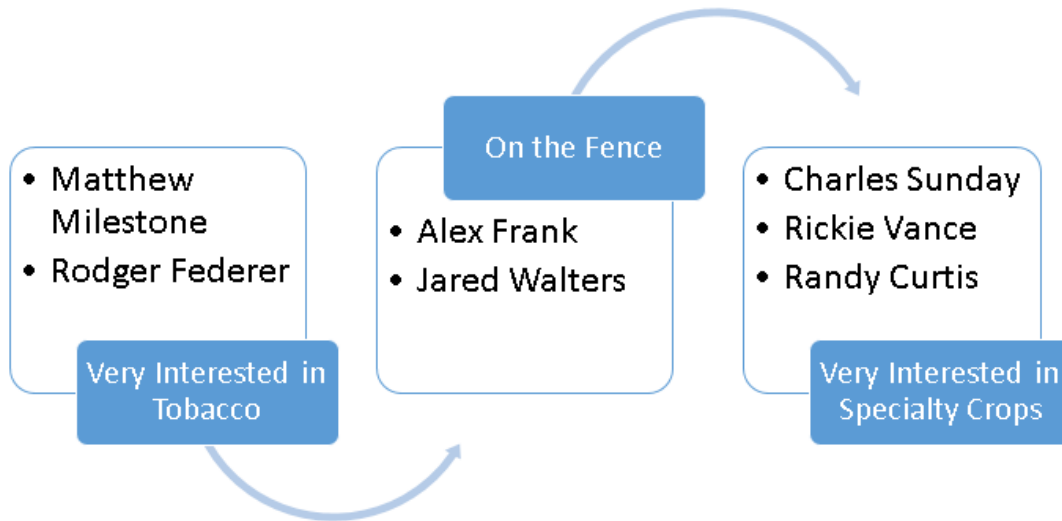 • Matthew
Milestone
• Rodger Federer
Very Interested in
Tobacco
On the Fence
• Alex Frank
• Jared Walters
• Charles Sunday
• Rickie Vance
• Randy Curtis
Very Interested in
Specialty Crops